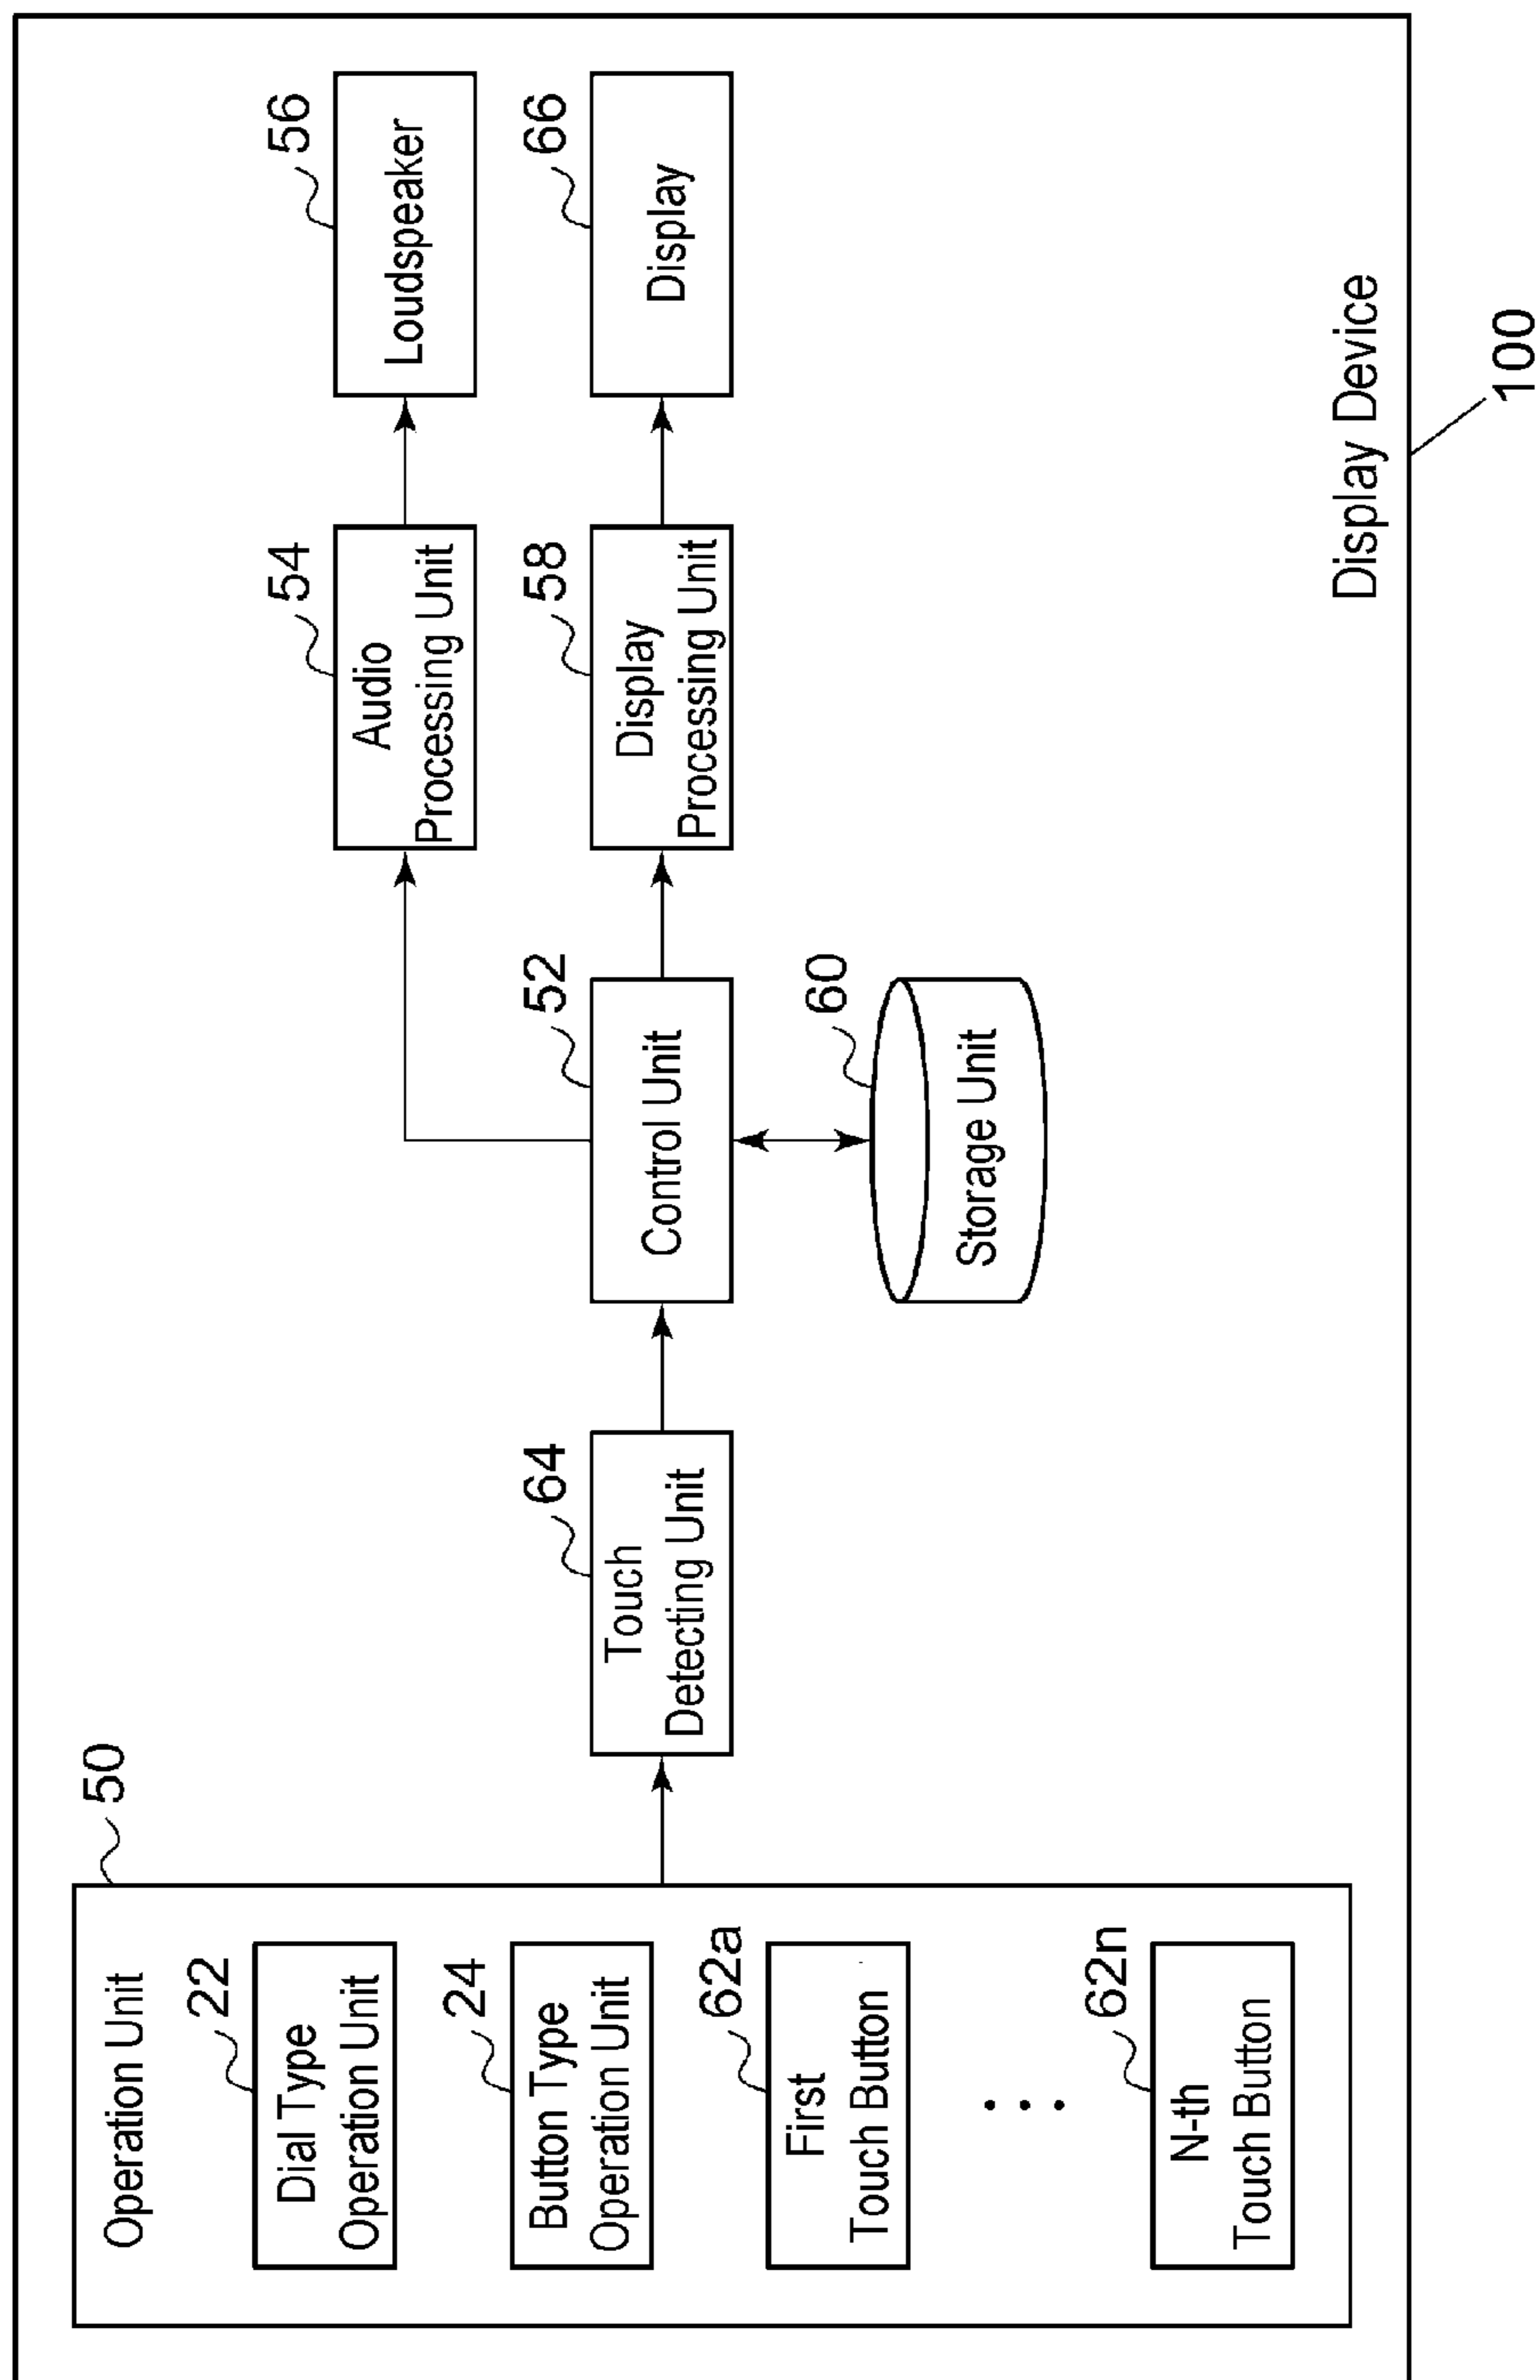 50
Operation Unit
22
Dial Type
Operation Unit
24
Button Type
Operation Unit
62a
First
Touch Button
62n
N-th
Touch Button
64
Touch
Detecting Unit
52
Control Unit
60
Storage Unit
54
Audio
Processing Unit
58
Display
Processing Unit
56
Loudspeaker
66
Display
Display Device
100